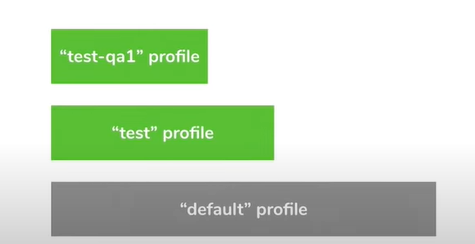 “test-qa1” profile
“test” profile
“default” profile